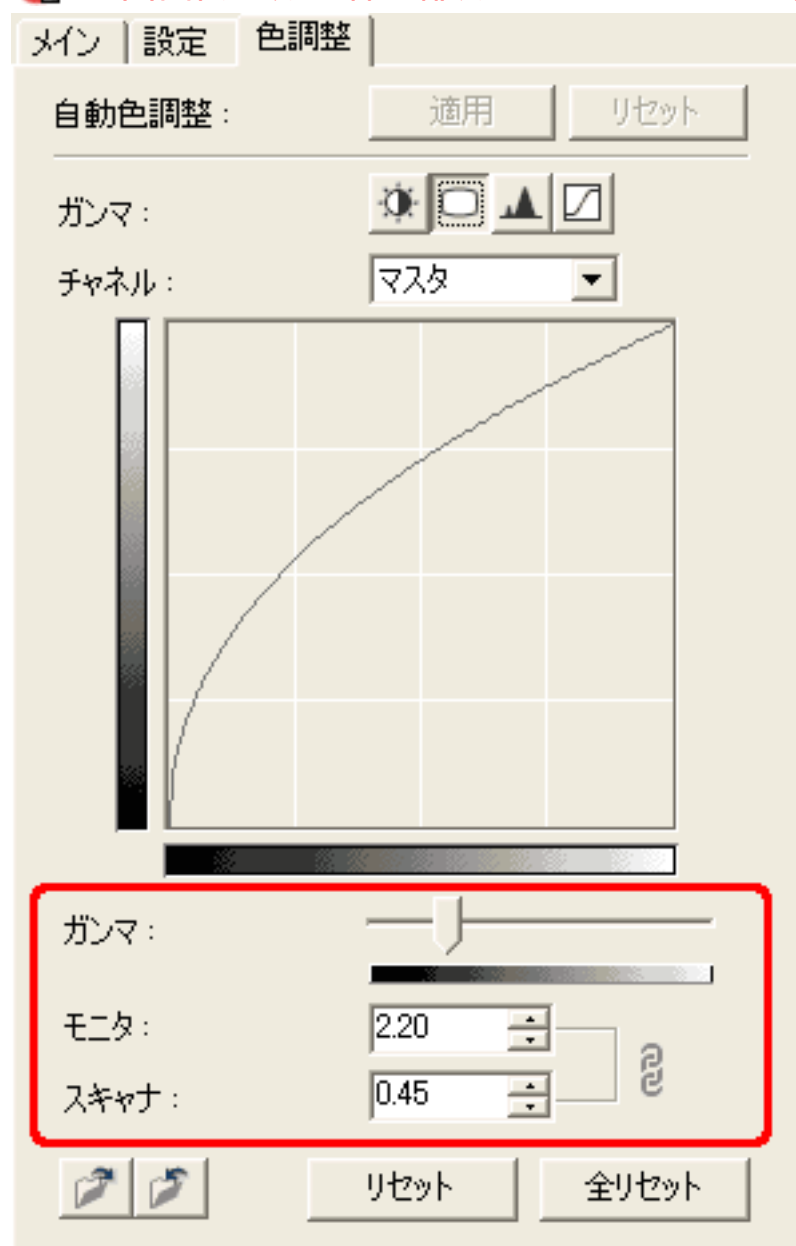 メイン 設定 色調整
自動色調整： 適用 リセット
ガンマ：
チャネル： マスタ
ガンマ：
モニタ： 2.20
スキャナ： 0.45
リセット 全リセット